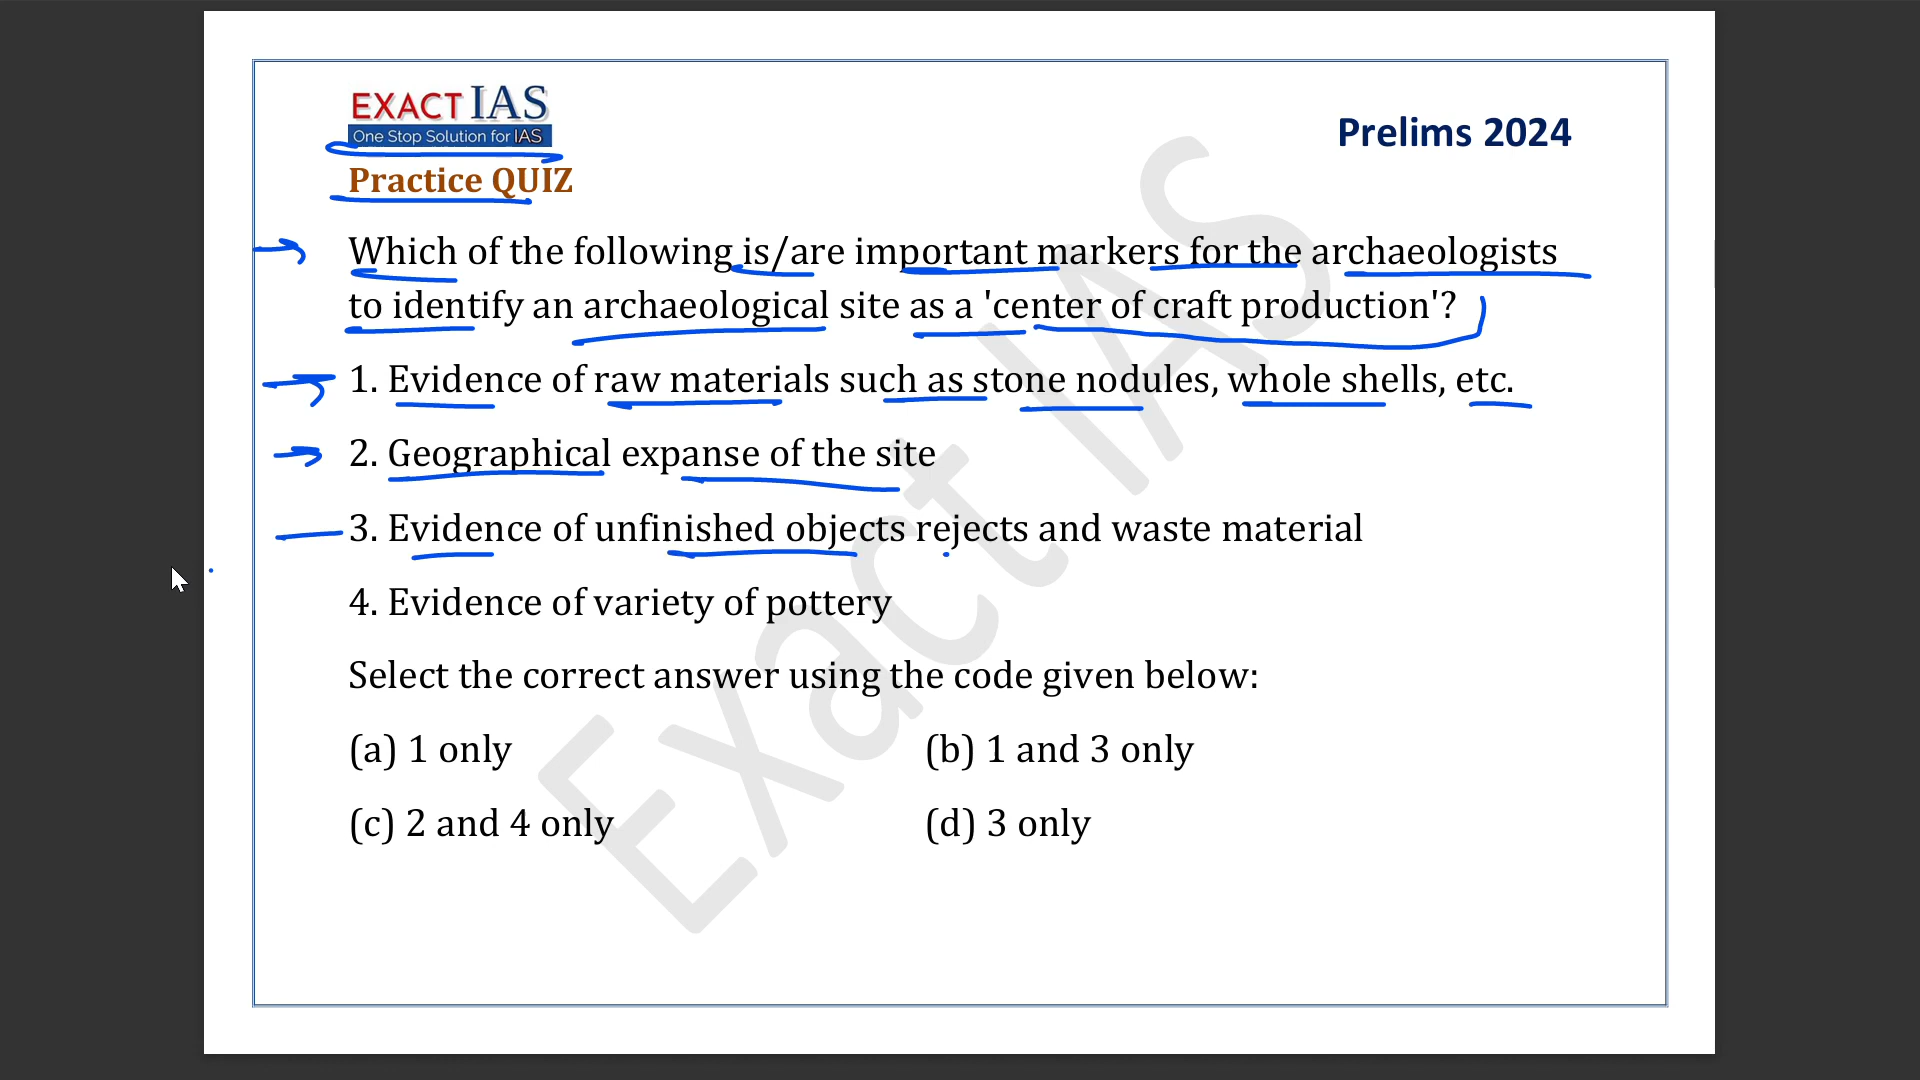 EXACT IAS
One Stop Solution for IAS
Prelims 2024
Practice QUIZ
Which of the following is/are important markers for the archaeologists
to identify an archaeological site as a 'center of craft production'?
1. Evidence of raw materials such as stone nodules, whole shells, etc.
2. Geographical expanse of the site
3. Evidence of unfinished objects rejects and waste material
4. Evidence of variety of pottery
Select the correct answer using the code given below:
(a) 1 only (b) 1 and 3 only
(c) 2 and 4 only (d) 3 only
Exact IAS